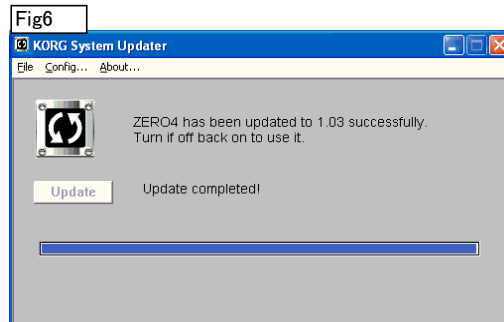 Fig6
KORG System Updater
File Config... About...
ZERO4 has been updated to 1.03 successfully.
Turn if off back on to use it.
Update
Update completed!